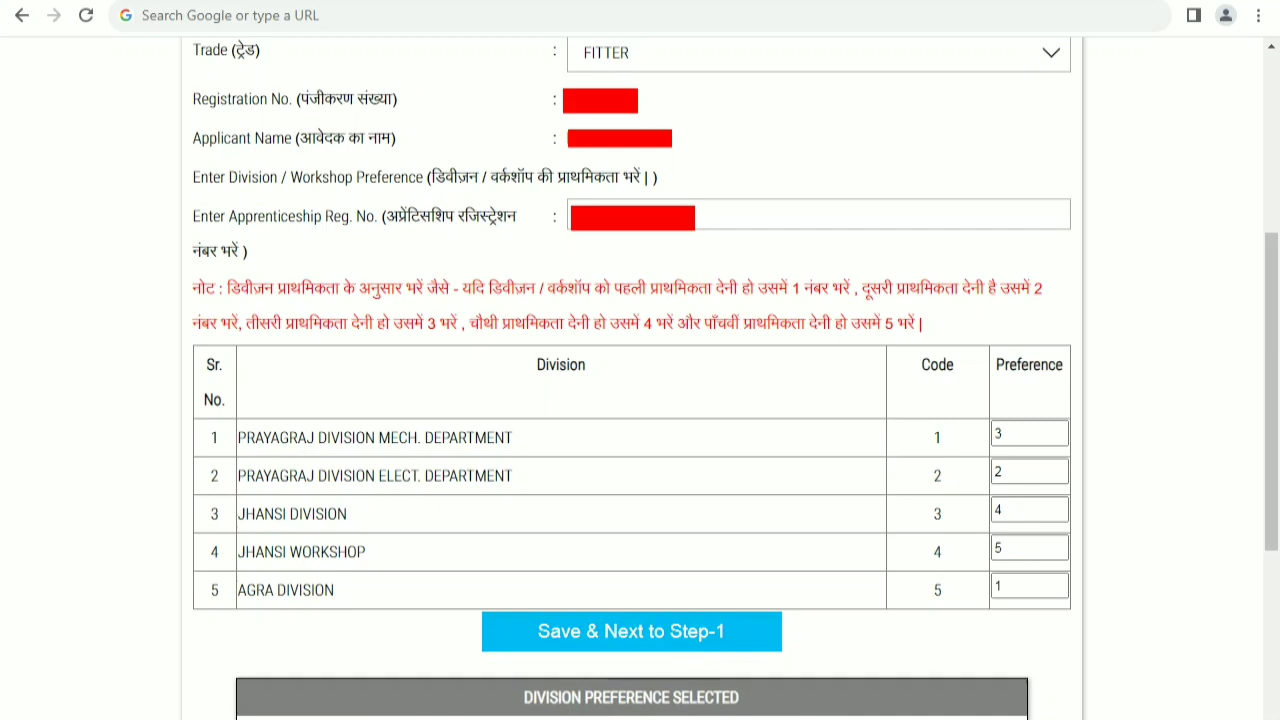 Search Google or type a URL
Trade (ट्रेड) : FITTER
Registration No. (पंजीकरण संख्या) :
Applicant Name (आवेदक का नाम) :
Enter Division / Workshop Preference (डिवीज़न / वर्कशॉप की प्राथमिकता भरें | )
Enter Apprenticeship Reg. No. (अप्रेंटिसशिप रजिस्ट्रेशन :
नंबर भरें )
नोट : डिवीज़न प्राथमिकता के अनुसार भरें जैसे - यदि डिवीज़न / वर्कशॉप को पहली प्राथमिकता देनी हो उसमें 1 नंबर भरें , दूसरी प्राथमिकता देनी है उसमें 2
नंबर भरें, तीसरी प्राथमिकता देनी हो उसमें 3 भरें , चौथी प्राथमिकता देनी हो उसमें 4 भरें और पाँचवीं प्राथमिकता देनी हो उसमें 5 भरें |
Sr. Division Code Preference
No.
1 PRAYAGRAJ DIVISION MECH. DEPARTMENT 1 3
2 PRAYAGRAJ DIVISION ELECT. DEPARTMENT 2 2
3 JHANSI DIVISION 3 4
4 JHANSI WORKSHOP 4 5
5 AGRA DIVISION 5 1
Save & Next to Step-1
DIVISION PREFERENCE SELECTED